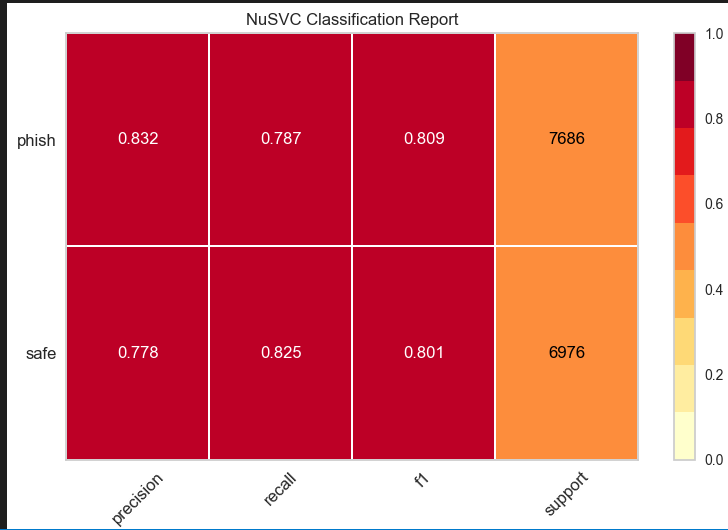 NuSVC Classification Report
phish 0.832 0.787 0.809 7686
safe 0.778 0.825 0.801 6976
precision recall f1 support
1.0
0.8
0.6
0.4
0.2
0.0